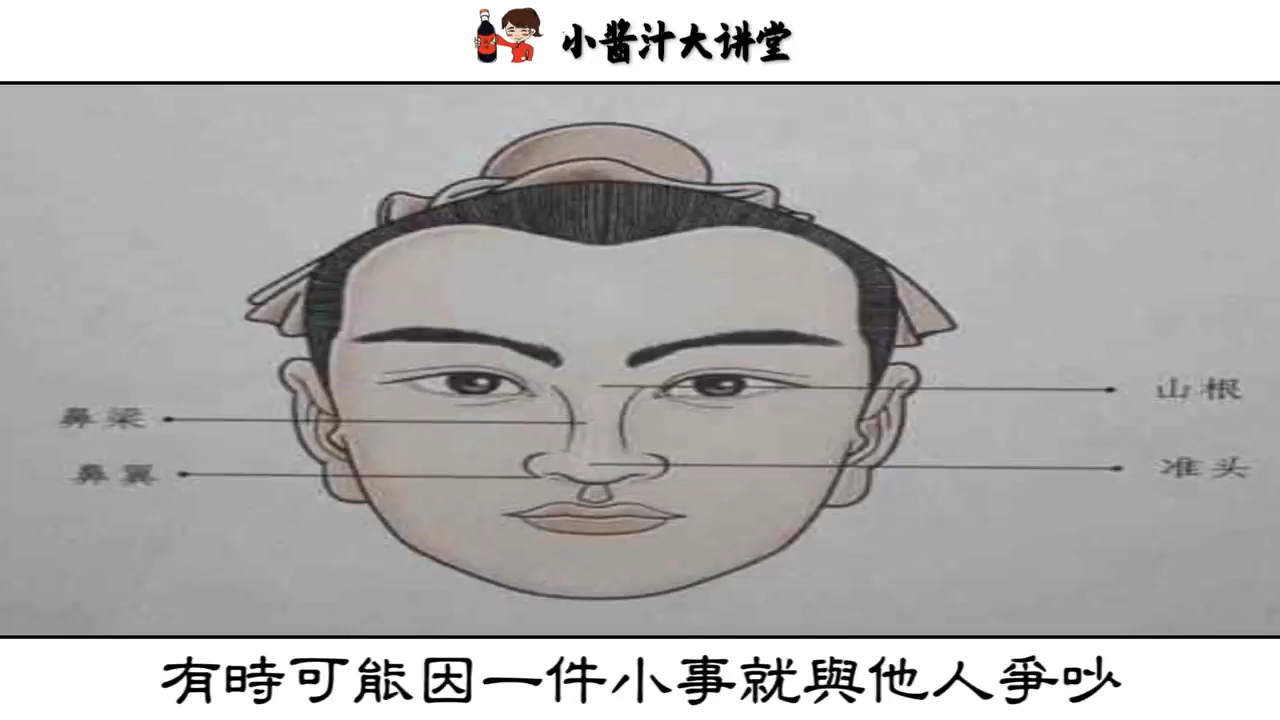 小酱汁大讲堂
山根
鼻梁
准头
鼻翼
有時可能因一件小事就與他人爭吵